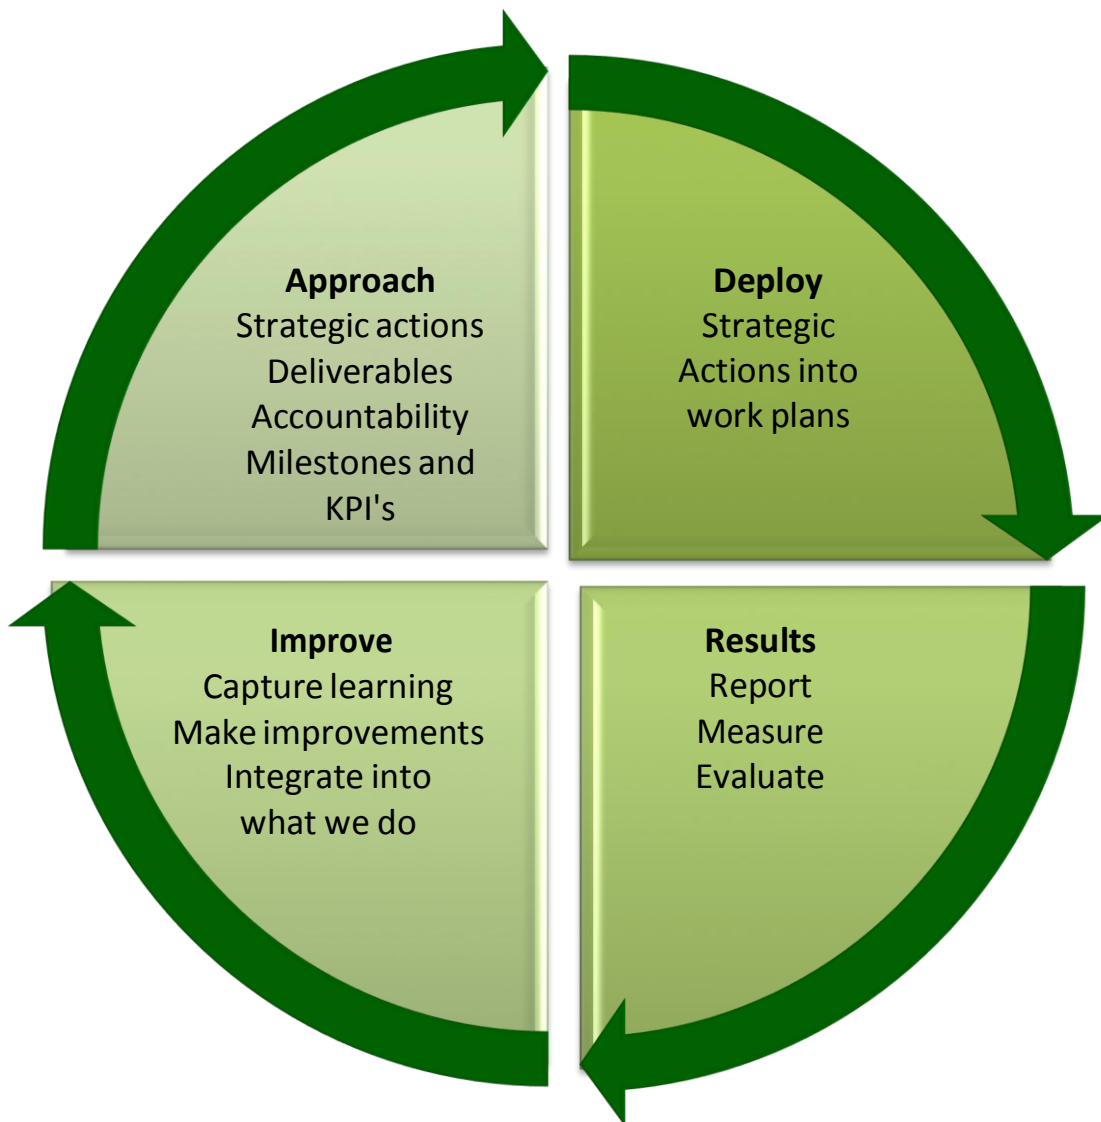 Approach
Strategic actions
Deliverables
Accountability
Milestones and
KPI's
Deploy
Strategic
Actions into
work plans
Improve
Capture learning
Make improvements
Integrate into
what we do
Results
Report
Measure
Evaluate